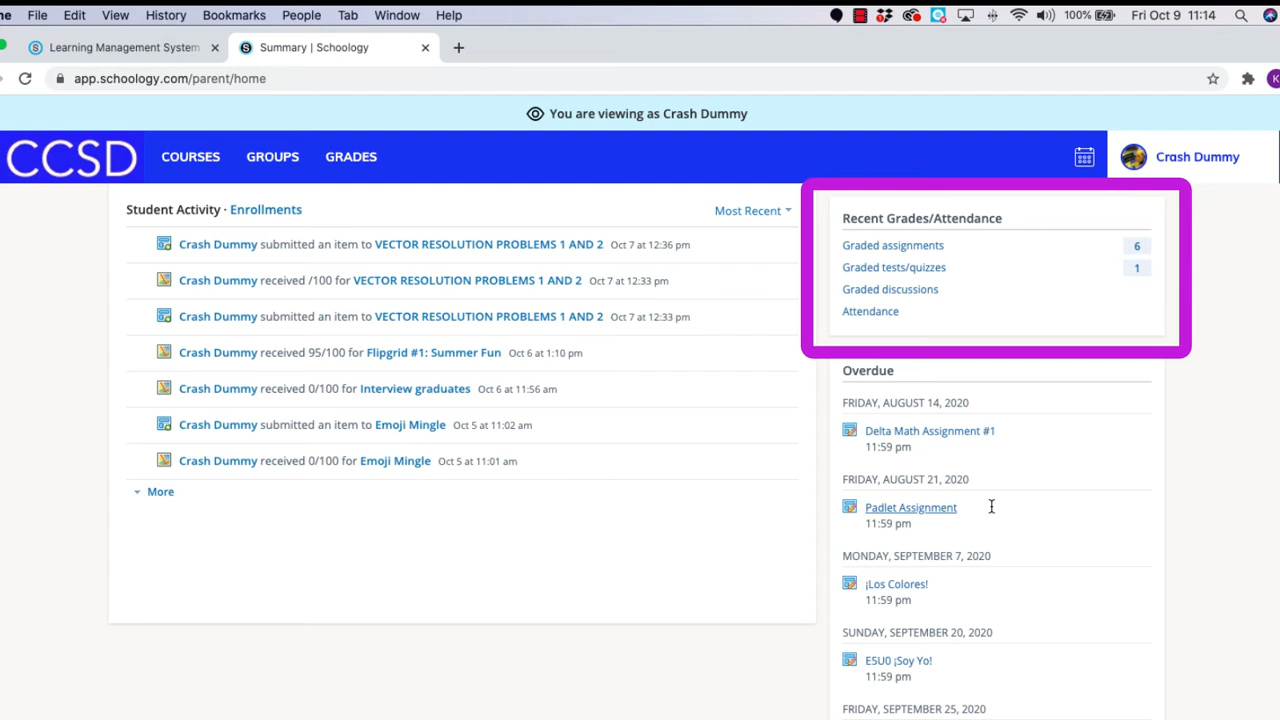 ne File Edit View History Bookmarks People Tab Window Help 100% Fri Oct 9 11:14
Learning Management System Summary | Schoology
app.schoology.com/parent/home K
You are viewing as Crash Dummy
CCSD COURSES GROUPS GRADES Crash Dummy
Student Activity · Enrollments Most Recent
Crash Dummy submitted an item to VECTOR RESOLUTION PROBLEMS 1 AND 2 Oct 7 at 12:36 pm
Crash Dummy received /100 for VECTOR RESOLUTION PROBLEMS 1 AND 2 Oct 7 at 12:33 pm
Crash Dummy submitted an item to VECTOR RESOLUTION PROBLEMS 1 AND 2 Oct 7 at 12:33 pm
Crash Dummy received 95/100 for Flipgrid #1: Summer Fun Oct 6 at 1:10 pm
Crash Dummy received 0/100 for Interview graduates Oct 6 at 11:56 am
Crash Dummy submitted an item to Emoji Mingle Oct 5 at 11:02 am
Crash Dummy received 0/100 for Emoji Mingle Oct 5 at 11:01 am
More
Recent Grades/Attendance
Graded assignments 6
Graded tests/quizzes 1
Graded discussions
Attendance
Overdue
FRIDAY, AUGUST 14, 2020
Delta Math Assignment #1
11:59 pm
FRIDAY, AUGUST 21, 2020
Padlet Assignment
11:59 pm
MONDAY, SEPTEMBER 7, 2020
¡Los Colores!
11:59 pm
SUNDAY, SEPTEMBER 20, 2020
E5U0 ¡Soy Yo!
11:59 pm
FRIDAY, SEPTEMBER 25, 2020